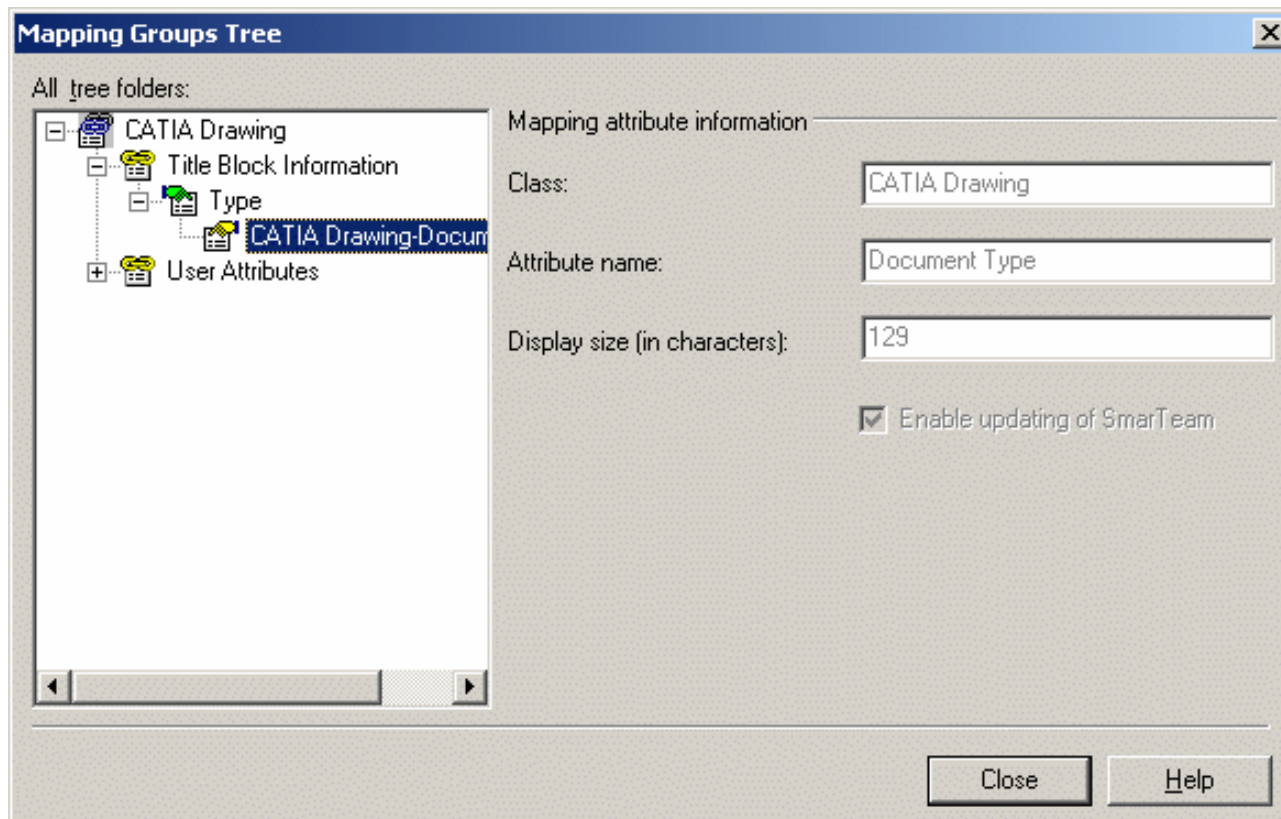 Mapping Groups Tree
All tree folders:
CATIA Drawing
Title Block Information
Type
CATIA Drawing-Docum
User Attributes
Mapping attribute information
Class:
CATIA Drawing
Attribute name:
Document Type
Display size (in characters):
129
Enable updating of SmarTeam
Close
Help